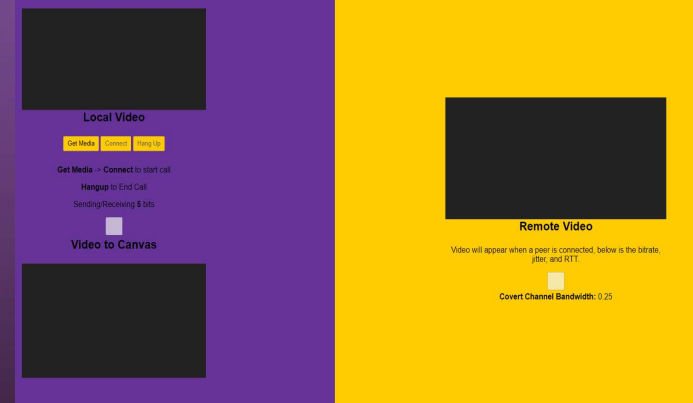 Local Video
Get Media Connect Hang Up
Get Media -> Connect to start call
Hangup to End Call
Sending/Receiving 5 bits
Video to Canvas
Remote Video
Video will appear when a peer is connected, below is the bitrate,
jitter, and RTT.
Covert Channel Bandwidth: 0.25